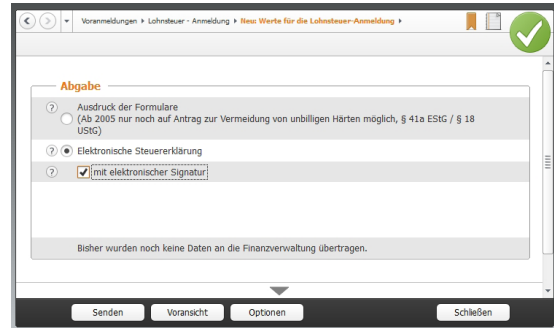 Voranmeldungen ▸ Lohnsteuer - Anmeldung ▸ Neu: Werte für die Lohnsteuer-Anmeldung ▸
Abgabe
? Ausdruck der Formulare
(Ab 2005 nur noch auf Antrag zur Vermeidung von unbilligen Härten möglich, § 41a EStG / § 18
UStG)
? Elektronische Steuererklärung
? mit elektronischer Signatur
Bisher wurden noch keine Daten an die Finanzverwaltung übertragen.
Senden Voransicht Optionen Schließen